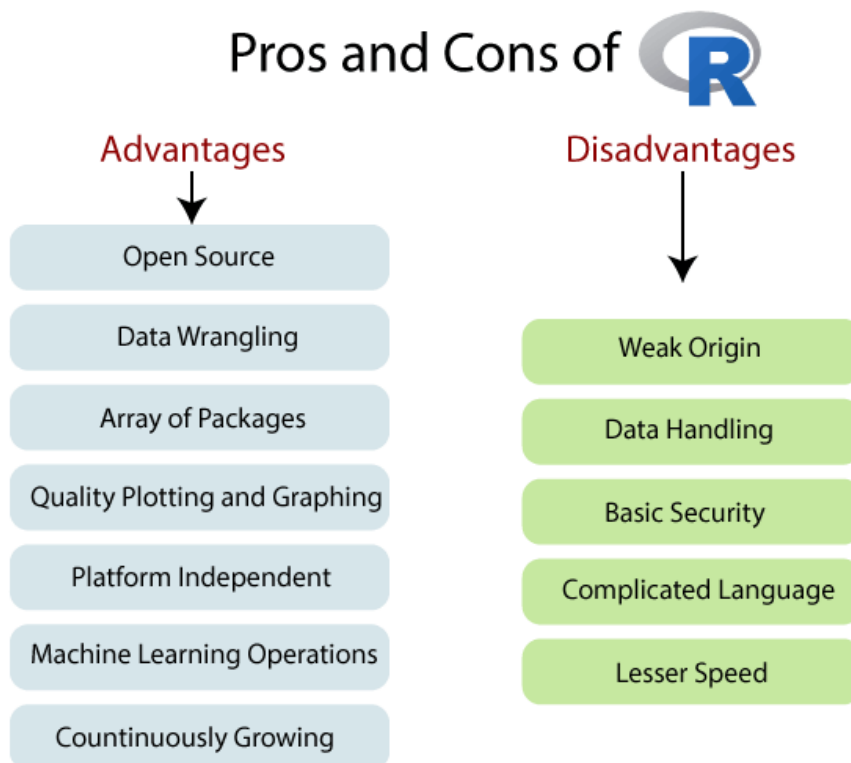 Pros and Cons of R
Advantages
Open Source
Data Wrangling
Array of Packages
Quality Plotting and Graphing
Platform Independent
Machine Learning Operations
Countinuously Growing
Disadvantages
Weak Origin
Data Handling
Basic Security
Complicated Language
Lesser Speed